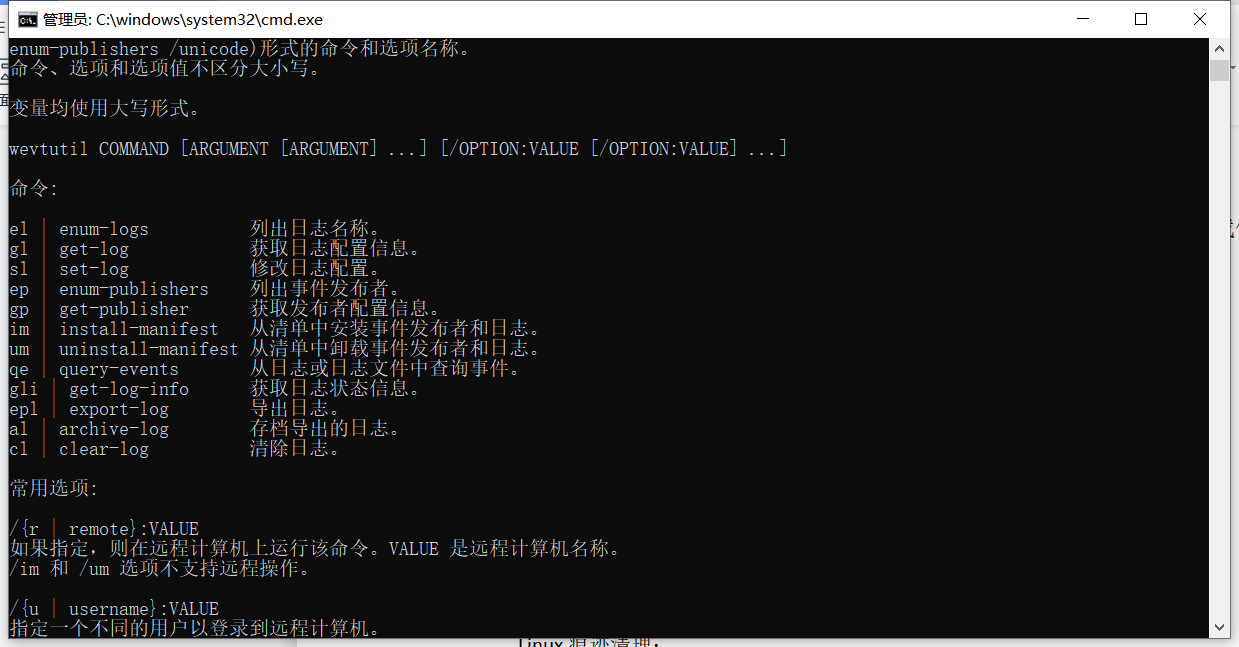 管理员: C:\windows\system32\cmd.exe
enum-publishers /unicode)形式的命令和选项名称。
命令、选项和选项值不区分大小写。
变量均使用大写形式。
wevtutil COMMAND [ARGUMENT [ARGUMENT] ...] [/OPTION:VALUE [/OPTION:VALUE] ...]
命令:
el | enum-logs 列出日志名称。
gl | get-log 获取日志配置信息。
sl | set-log 修改日志配置。
ep | enum-publishers 列出事件发布者。
gp | get-publisher 获取发布者配置信息。
im | install-manifest 从清单中安装事件发布者和日志。
um | uninstall-manifest 从清单中卸载事件发布者和日志。
qe | query-events 从日志或日志文件中查询事件。
gli | get-log-info 获取日志状态信息。
epl | export-log 导出日志。
al | archive-log 存档导出的日志。
cl | clear-log 清除日志。
常用选项:
/{r | remote}:VALUE
如果指定，则在远程计算机上运行该命令。VALUE 是远程计算机名称。
/im 和 /um 选项不支持远程操作。
/{u | username}:VALUE
指定一个不同的用户以登录到远程计算机。
Linux 痕迹清理：